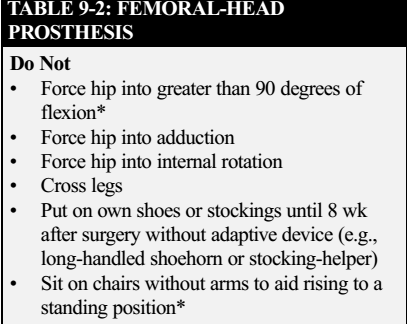 TABLE 9-2: FEMORAL-HEAD
PROSTHESIS
Do Not
• Force hip into greater than 90 degrees of
flexion*
• Force hip into adduction
• Force hip into internal rotation
• Cross legs
• Put on own shoes or stockings until 8 wk
after surgery without adaptive device (e.g.,
long-handled shoehorn or stocking-helper)
• Sit on chairs without arms to aid rising to a
standing position*